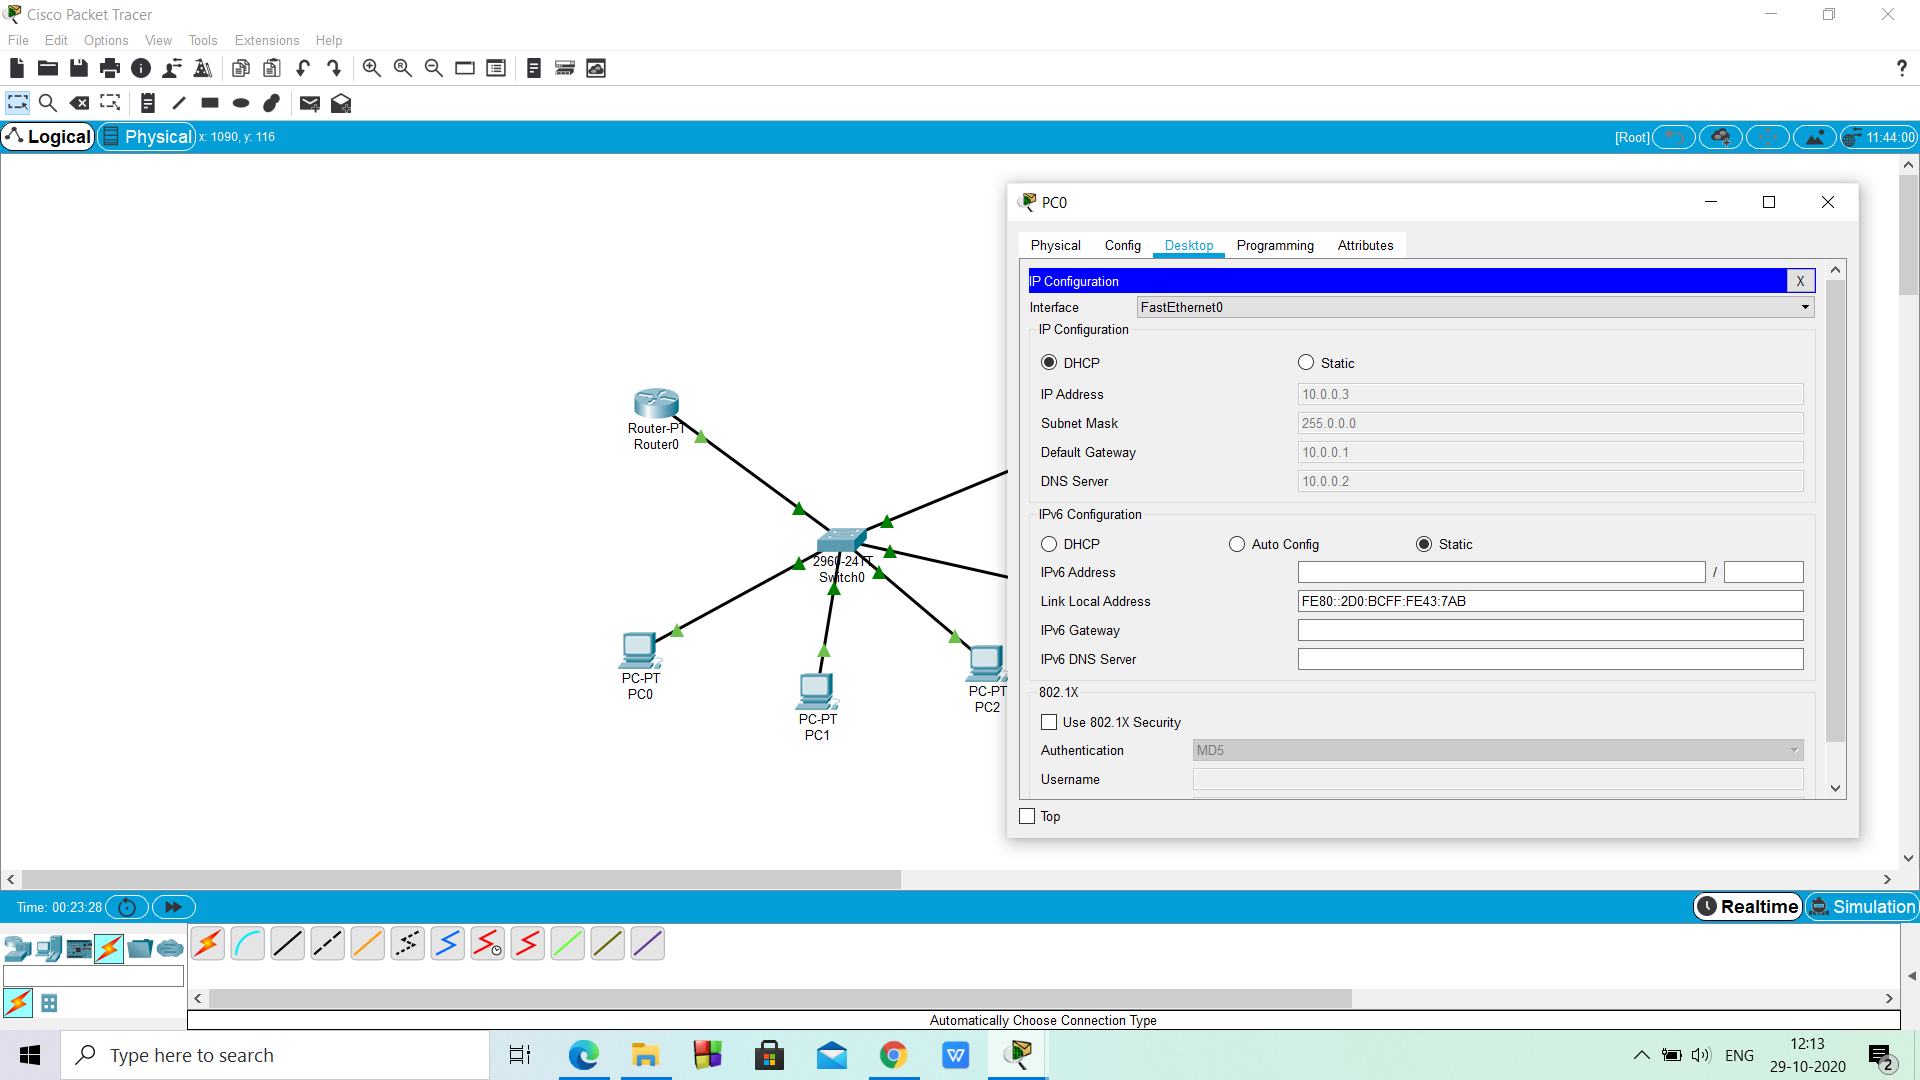 Cisco Packet Tracer
File Edit Options View Tools Extensions Help
?
Logical Physical x: 1090, y: 116 [Root] 11:44:00
PC0
Physical Config Desktop Programming Attributes
IP Configuration X
Interface FastEthernet0
IP Configuration
DHCP Static
IP Address 10.0.0.3
Subnet Mask 255.0.0.0
Default Gateway 10.0.0.1
DNS Server 10.0.0.2
IPv6 Configuration
DHCP Auto Config Static
IPv6 Address /
Link Local Address FE80::2D0:BCFF:FE43:7AB
IPv6 Gateway
IPv6 DNS Server
802.1X
Use 802.1X Security
Authentication MD5
Username
Top
Router-PT
Router0
2960-24TT
Switch0
PC-PT
PC0
PC-PT
PC1
PC-PT
PC2
Time: 00:23:28 Realtime Simulation
Automatically Choose Connection Type
Type here to search
ENG
12:13
29-10-2020
2